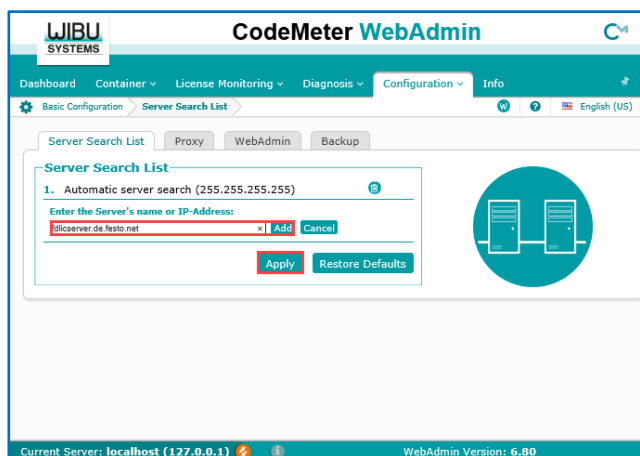 WIBU
SYSTEMS
CodeMeter WebAdmin
CM
Dashboard Container License Monitoring Diagnosis Configuration Info
Basic Configuration Server Search List W ? English (US)
Server Search List Proxy WebAdmin Backup
Server Search List
1. Automatic server search (255.255.255.255)
Enter the Server's name or IP-Address:
fdlicserver.de.festo.net × Add Cancel
Apply Restore Defaults
Current Server: localhost (127.0.0.1) i WebAdmin Version: 6.80